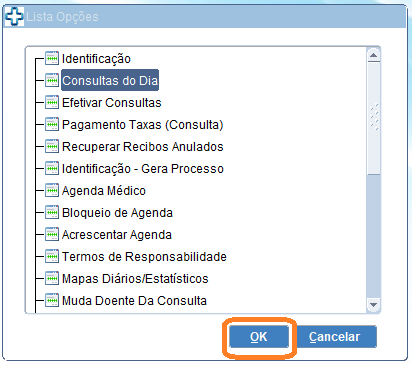 Lista Opções
Identificação
Consultas do Dia
Efetivar Consultas
Pagamento Taxas (Consulta)
Recuperar Recibos Anulados
Identificação - Gera Processo
Agenda Médico
Bloqueio de Agenda
Acrescentar Agenda
Termos de Responsabilidade
Mapas Diários/Estatísticos
Muda Doente Da Consulta
OK Cancelar